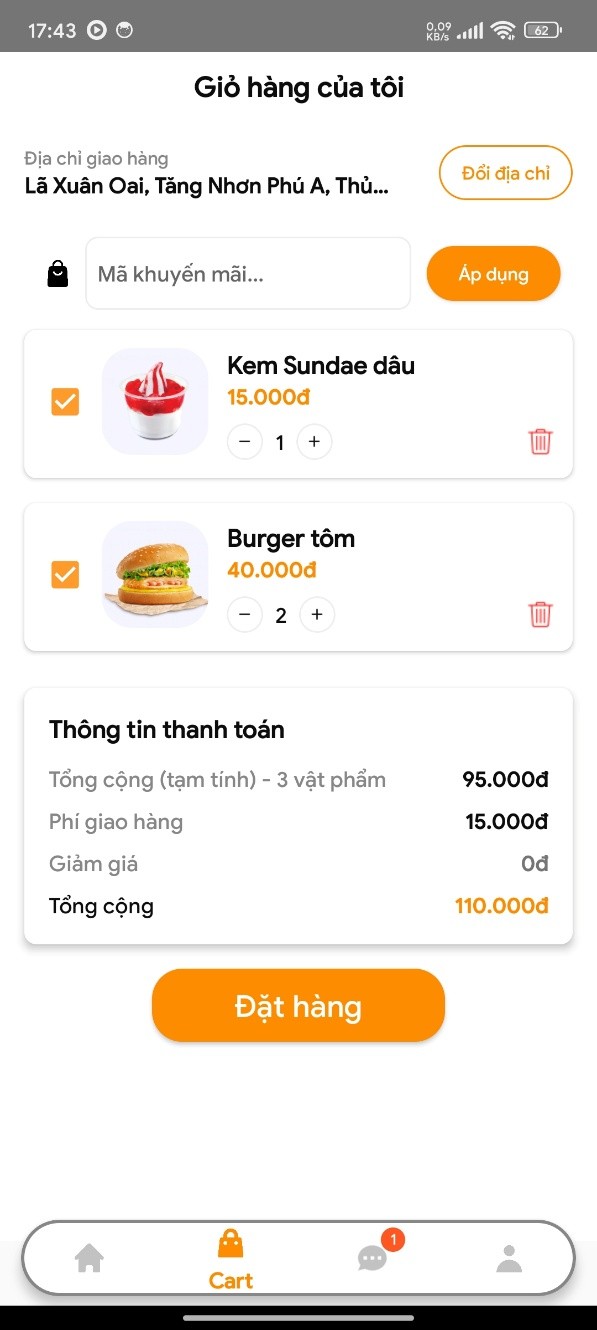 17:43
0,09
KB/s
62
Giỏ hàng của tôi
Địa chỉ giao hàng
Lã Xuân Oai, Tăng Nhơn Phú A, Thủ...
Đổi địa chỉ
Mã khuyến mãi...
Áp dụng
Kem Sundae dâu
15.000đ
− 1 +
Burger tôm
40.000đ
− 2 +
Thông tin thanh toán
Tổng cộng (tạm tính) - 3 vật phẩm 95.000đ
Phí giao hàng 15.000đ
Giảm giá 0đ
Tổng cộng 110.000đ
Đặt hàng
1
Cart